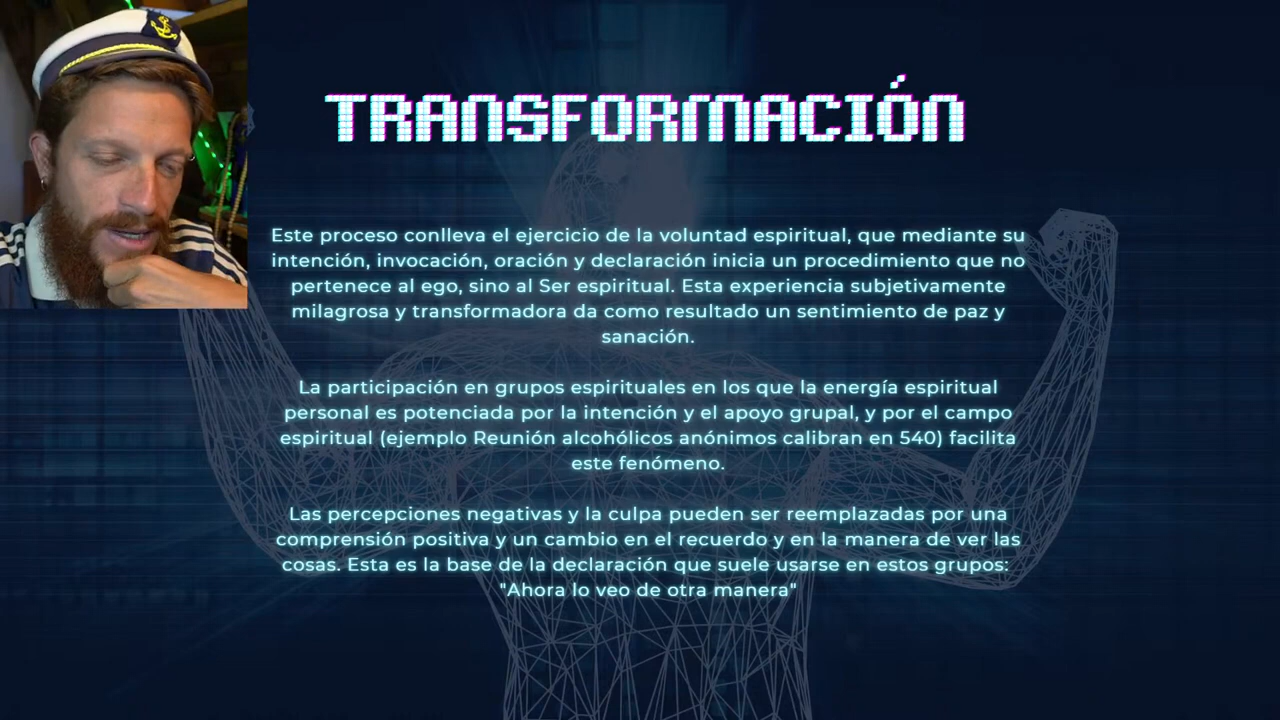 TRANSFORMACIÓN
Este proceso conlleva el ejercicio de la voluntad espiritual, que mediante su
intención, invocación, oración y declaración inicia un procedimiento que no
pertenece al ego, sino al Ser espiritual. Esta experiencia subjetivamente
milagrosa y transformadora da como resultado un sentimiento de paz y
sanación.
La participación en grupos espirituales en los que la energía espiritual
personal es potenciada por la intención y el apoyo grupal, y por el campo
espiritual (ejemplo Reunión alcohólicos anónimos calibran en 540) facilita
este fenómeno.
Las percepciones negativas y la culpa pueden ser reemplazadas por una
comprensión positiva y un cambio en el recuerdo y en la manera de ver las
cosas. Esta es la base de la declaración que suele usarse en estos grupos:
"Ahora lo veo de otra manera"